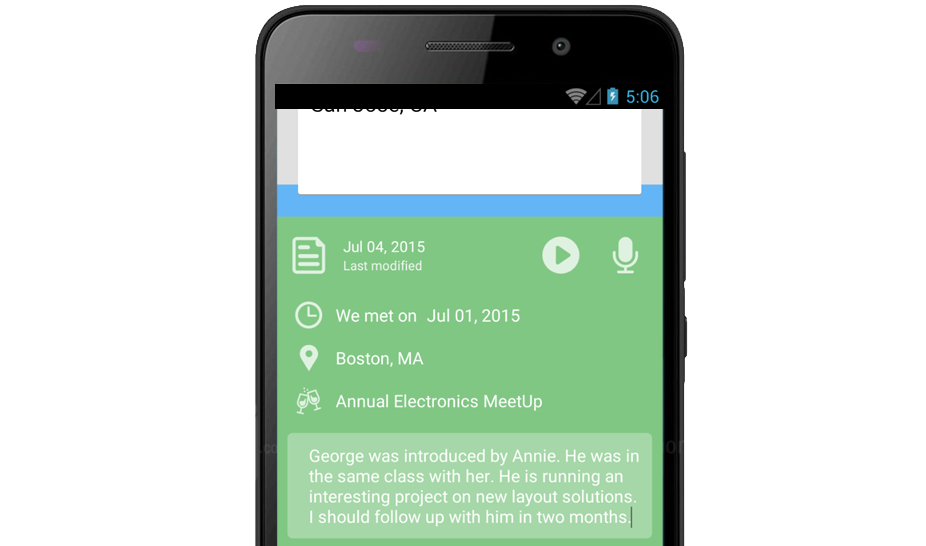 5:06
Jul 04, 2015
Last modified
We met on Jul 01, 2015
Boston, MA
Annual Electronics MeetUp
George was introduced by Annie. He was in
the same class with her. He is running an
interesting project on new layout solutions.
I should follow up with him in two months.